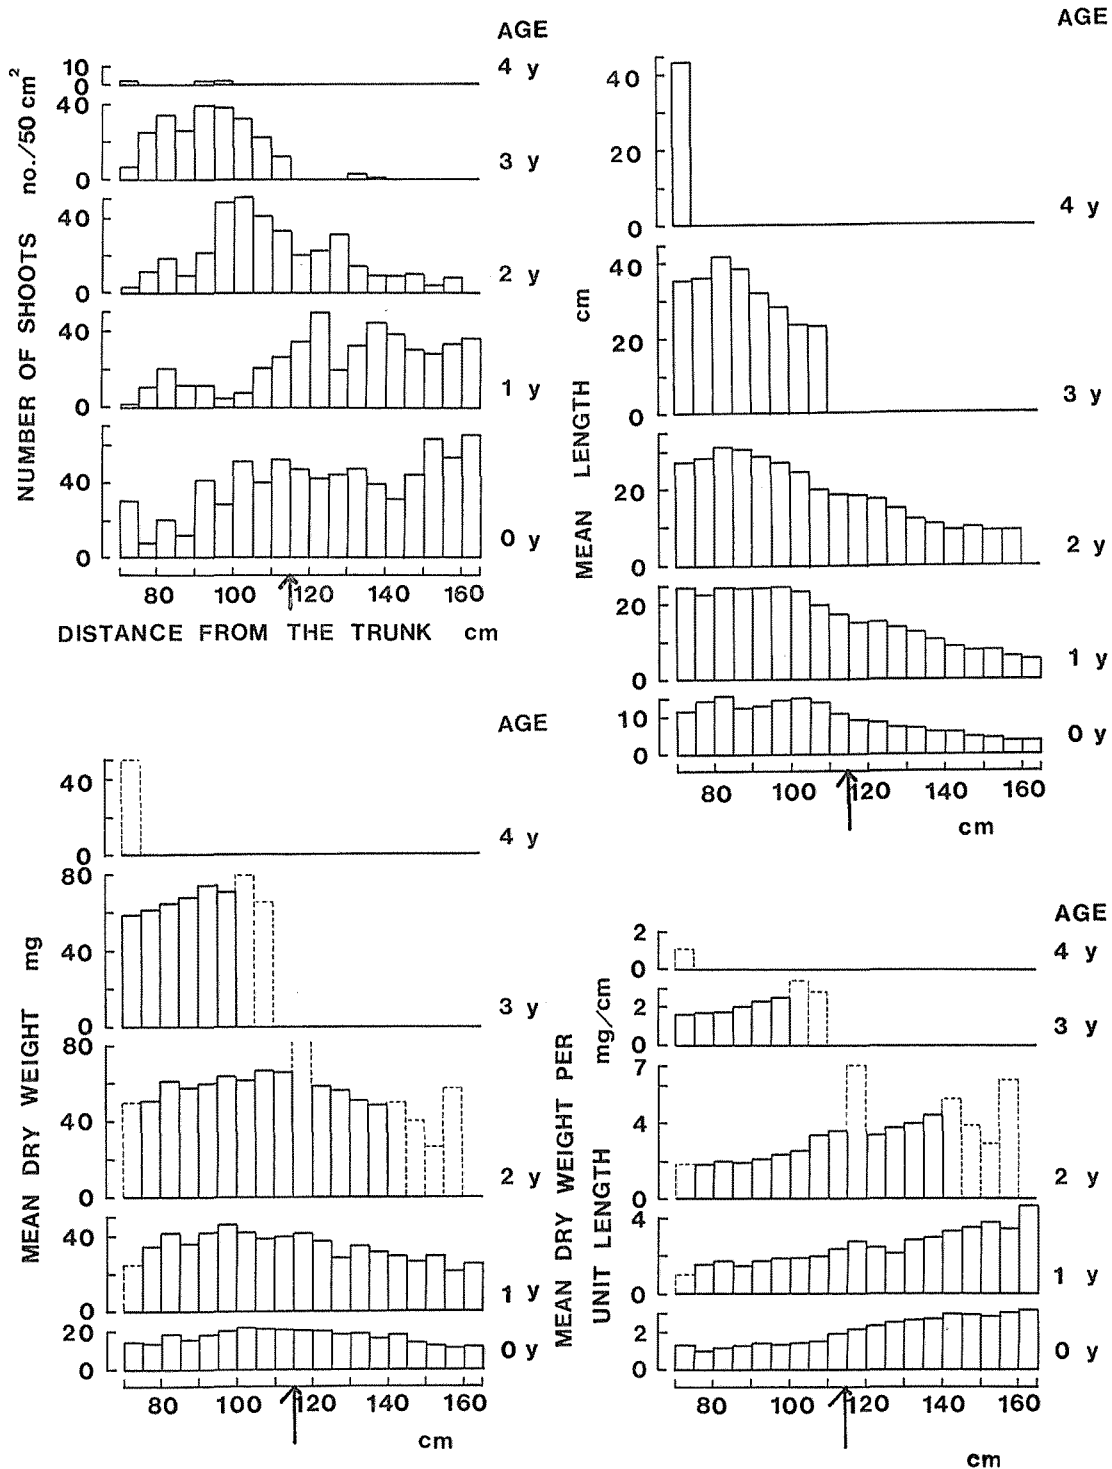 AGE
10
0
4 y
40
0
3 y
40
0
2 y
40
0
1 y
40
0
0 y
NUMBER OF SHOOTS no./50 cm²
80 100 120 140 160
DISTANCE FROM THE TRUNK cm
AGE
40
20
0
4 y
40
20
0
3 y
20
0
2 y
20
0
1 y
10
0
0 y
MEAN LENGTH cm
80 100 120 140 160
cm
AGE
40
0
4 y
80
40
0
3 y
80
40
0
2 y
40
0
1 y
20
0
0 y
MEAN DRY WEIGHT mg
80 100 120 140 160
cm
AGE
2
0
4 y
2
0
3 y
7
4
2
0
2 y
4
2
0
1 y
2
0
0 y
MEAN DRY WEIGHT PER
UNIT LENGTH mg/cm
80 100 120 140 160
cm